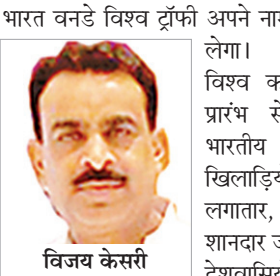 भारत वनडे विश्व ट्रॉफी अपने
लेगा।
विश्व
प्रारंभ
भारतीय
लगातार,
शानदार
विजय केसरी